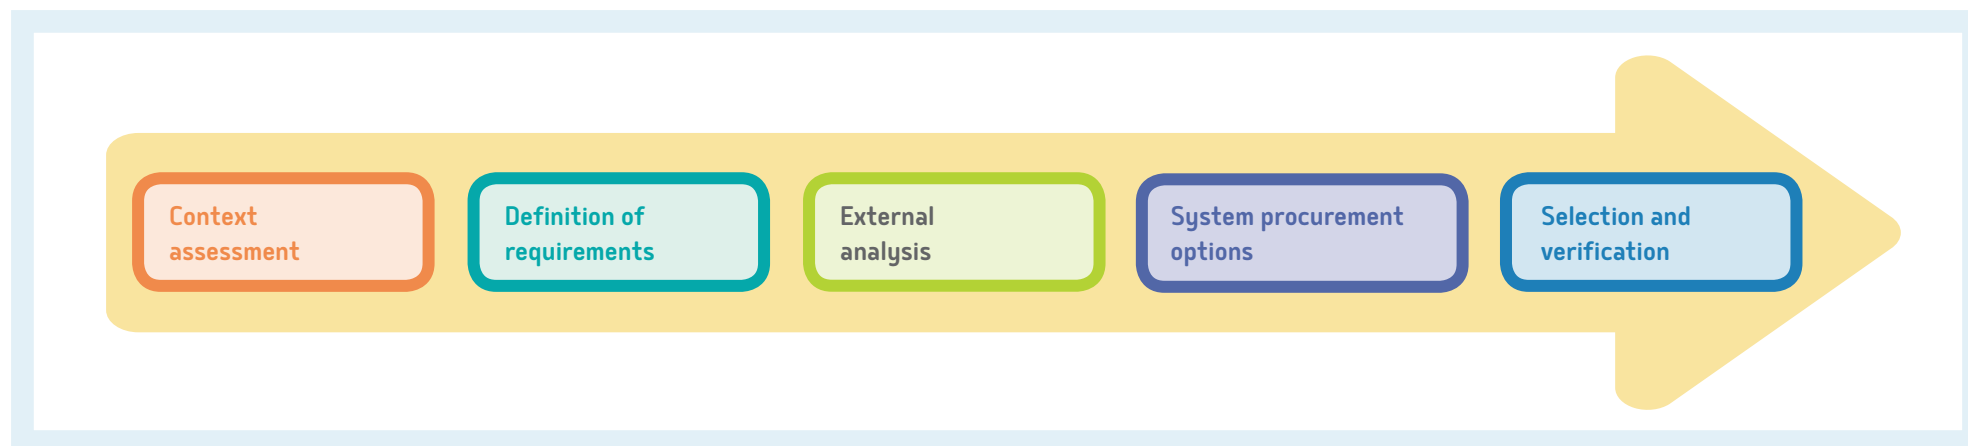 Context
assessment
Definition of
requirements
External
analysis
System procurement
options
Selection and
verification